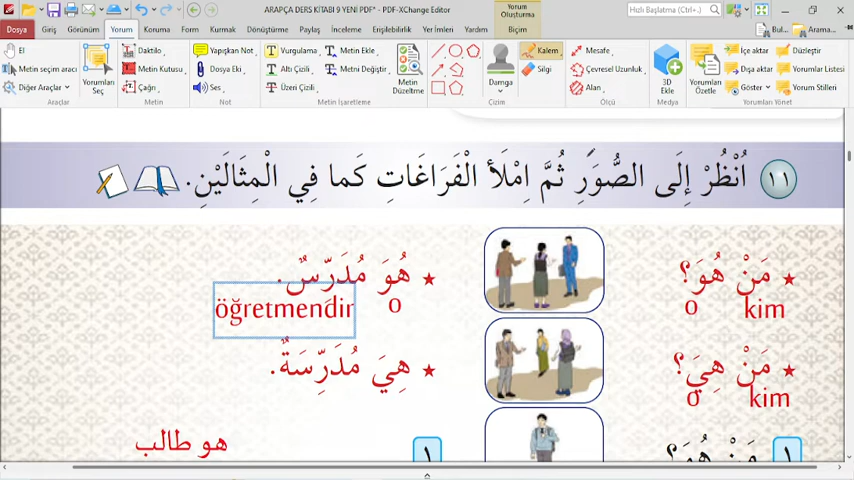 ARAPÇA DERS KİTABI 9 YENİ PDF* - PDF-XChange Editor
Yorum Oluşturma
Hızlı Başlatma (Ctrl+.)
Dosya Giriş Görünüm Yorum Koruma Form Kurumak Dönüştürme Paylaş İnceleme Erişilebilirlik Yer İmleri Yardım Biçim Bul... Arama...
El
Metin seçim aracı
Diğer Araçlar
Yorumları Seç
Araçlar
Daktilo
Metin Kutusu
Çağrı
Metin
Yapışkan Not
Dosya Eki
Ses
Not
Vurgulama
Altı Çizili
Üzeri Çizili
Metin Ekle
Metni Değiştir
Metin Düzeltme
Metin İşaretleme
Kalem
Silgi
Çizim
Damga
Mesafe
Çevresel Uzunluk
Alan
Ölçüm
3D Ekle
Medya
Yorumları Özetle
İçe aktar
Dışa aktar
Göster
Düzleştir
Yorumlar Listesi
Yorum Stilleri
Yorumları Yönet
١١ اُنْظُرْ إِلَى الصُّوَرِ ثُمَّ اِمْلَأْ الْفَرَاغَاتِ كَما فِي الْمِثَالَيْنِ.
★ مَنْ هُوَ؟
o kim
★ هُوَ مُدَرِّسٌ.
öğretmendir o
★ مَنْ هِيَ؟
o kim
★ هِيَ مُدَرِّسَةٌ.
١ مَنْ هُوَ؟
١
هو طالب